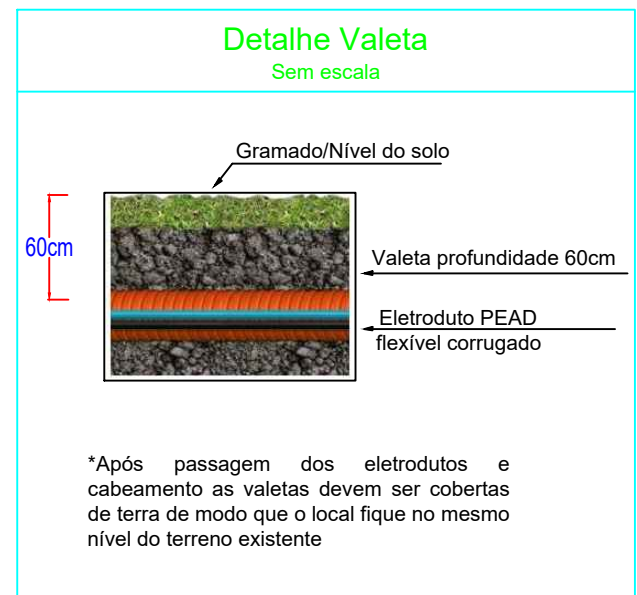 Detalhe Valeta
Sem escala
Gramado/Nível do solo
60cm
Valeta profundidade 60cm
Eletroduto PEAD
flexível corrugado
*Após passagem dos eletrodutos e
cabeamento as valetas devem ser cobertas
de terra de modo que o local fique no mesmo
nível do terreno existente